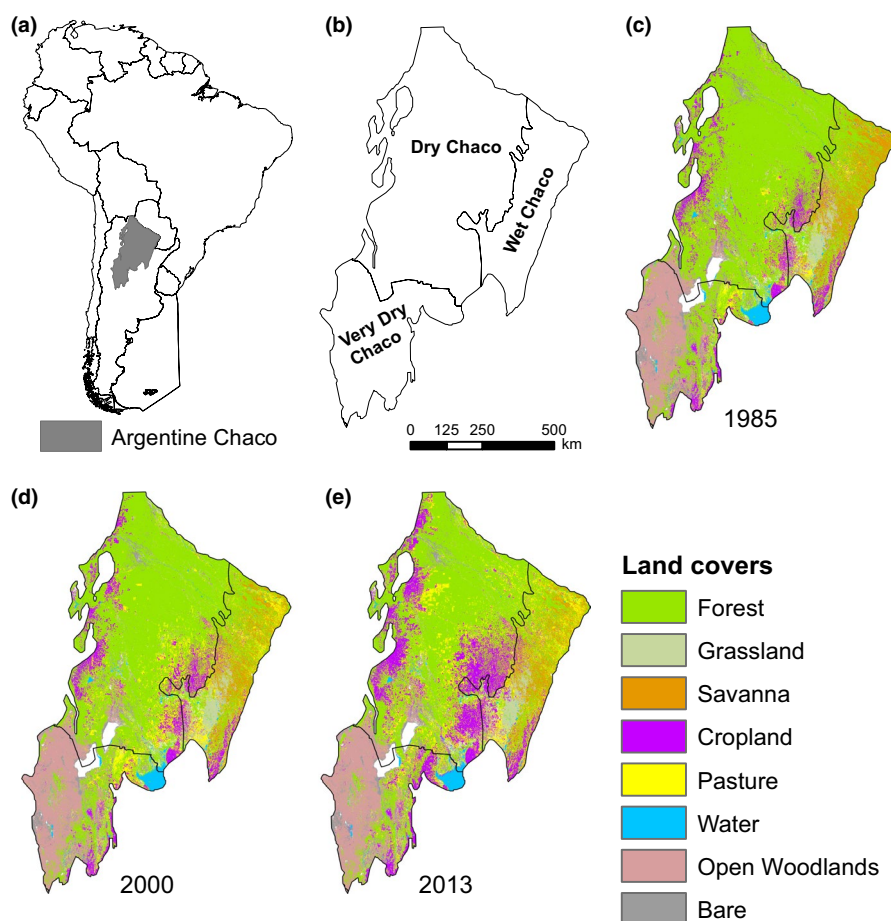 (a)
(b)
(c)
Dry Chaco
Wet Chaco
Very Dry
Chaco
0 125 250 500
km
Argentine Chaco
1985
(d)
(e)
2000
2013
Land covers
Forest
Grassland
Savanna
Cropland
Pasture
Water
Open Woodlands
Bare